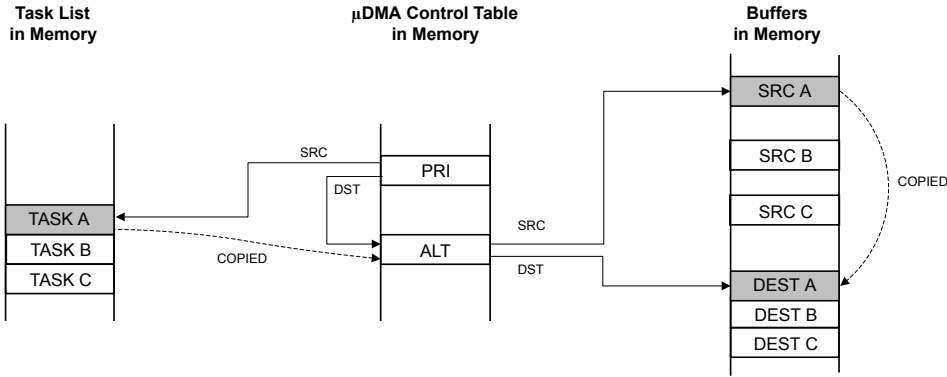 Task List
in Memory
µDMA Control Table
in Memory
Buffers
in Memory
SRC A
SRC B
SRC C
COPIED
SRC
PRI
DST
TASK A
TASK B
TASK C
COPIED
ALT
SRC
DST
DEST A
DEST B
DEST C